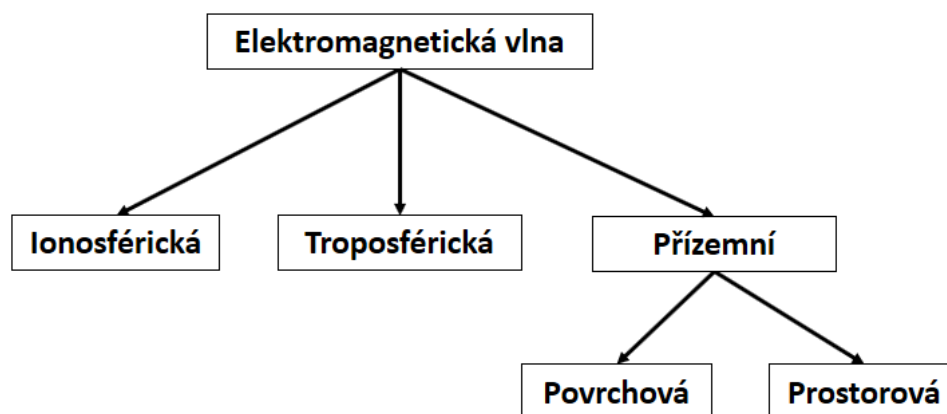 Elektromagnetická vlna
Ionosférická
Troposférická
Přízemní
Povrchová
Prostorová